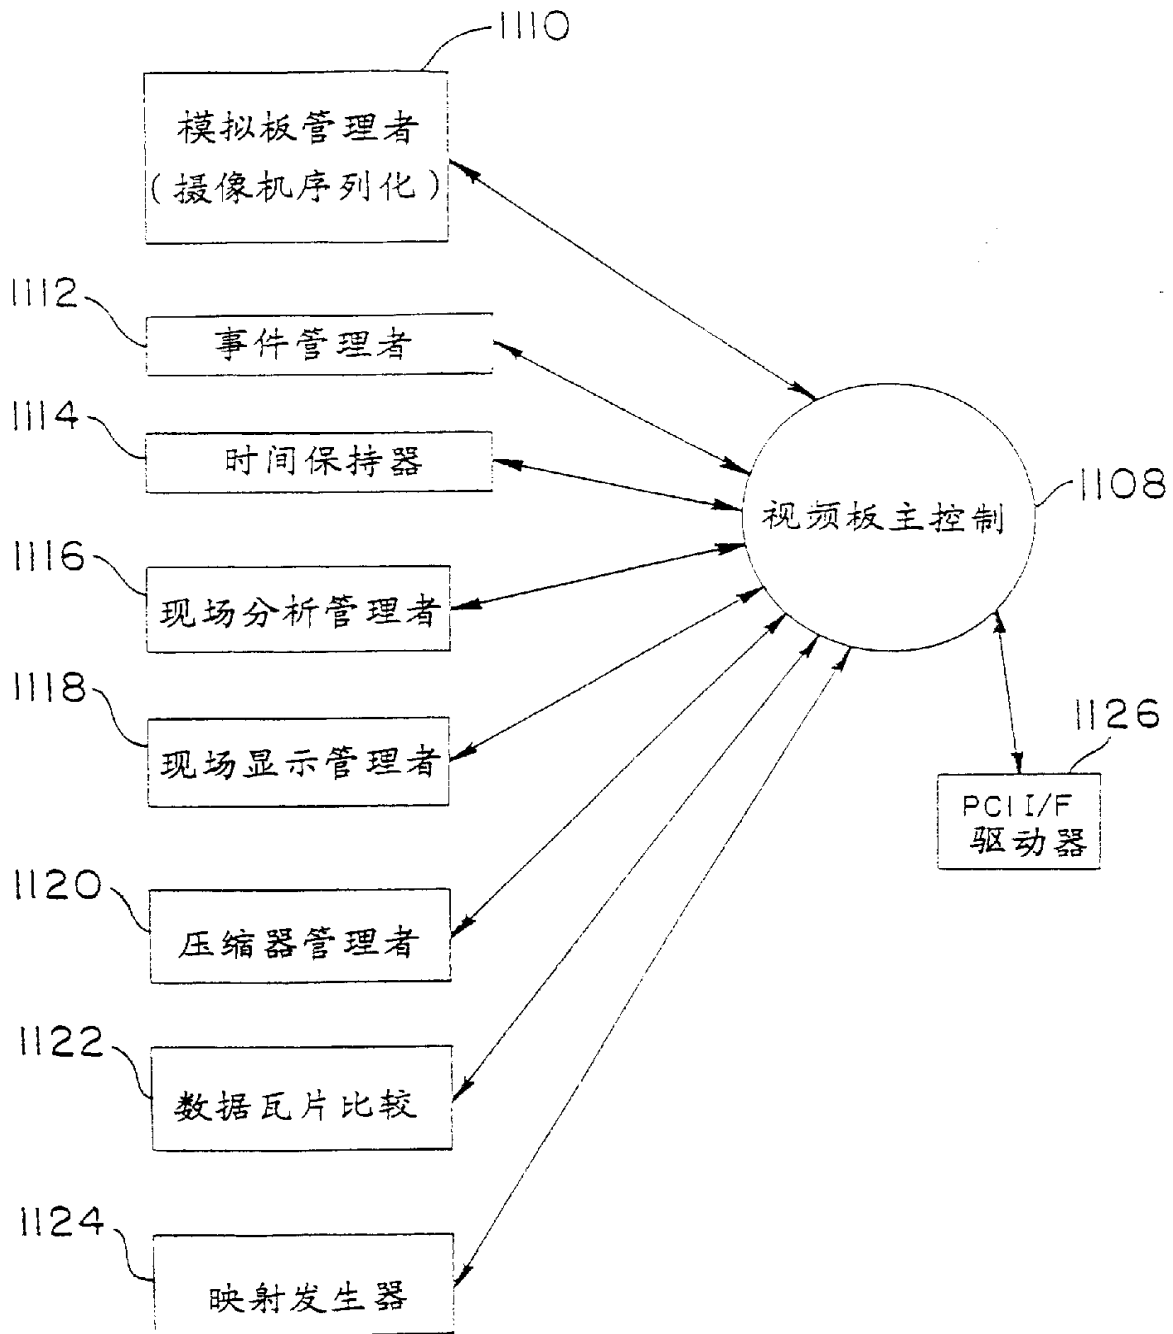 1110
模拟板管理者
(摄像机序列化)
1112
事件管理者
1114
时间保持器
视频板主控制
1108
1116
现场分析管理者
1118
现场显示管理者
1126
PCI I/F
驱动器
1120
压缩器管理者
1122
数据瓦片比较
1124
映射发生器